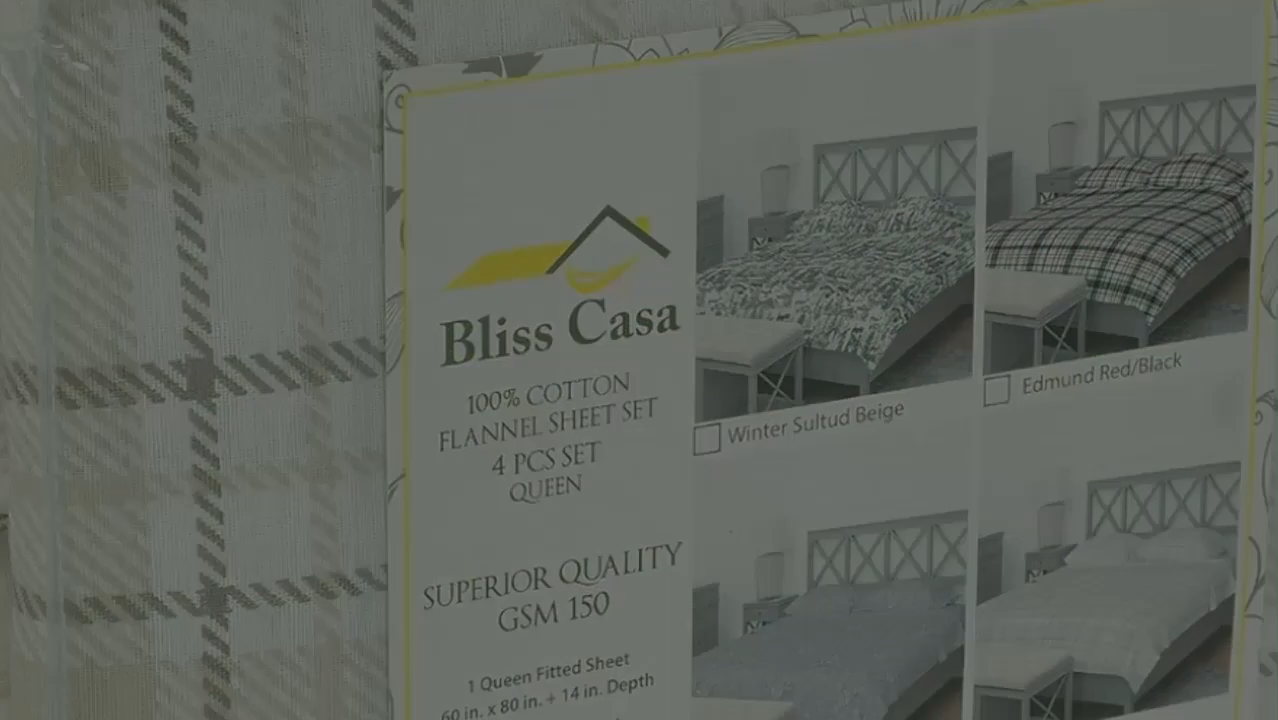 Bliss Casa
100% COTTON
FLANNEL SHEET SET
4 PCS SET
QUEEN
SUPERIOR QUALITY
GSM 150
1 Queen Fitted Sheet
60 in. x 80 in. + 14 in. Depth
Winter Sultud Beige
Edmund Red/Black